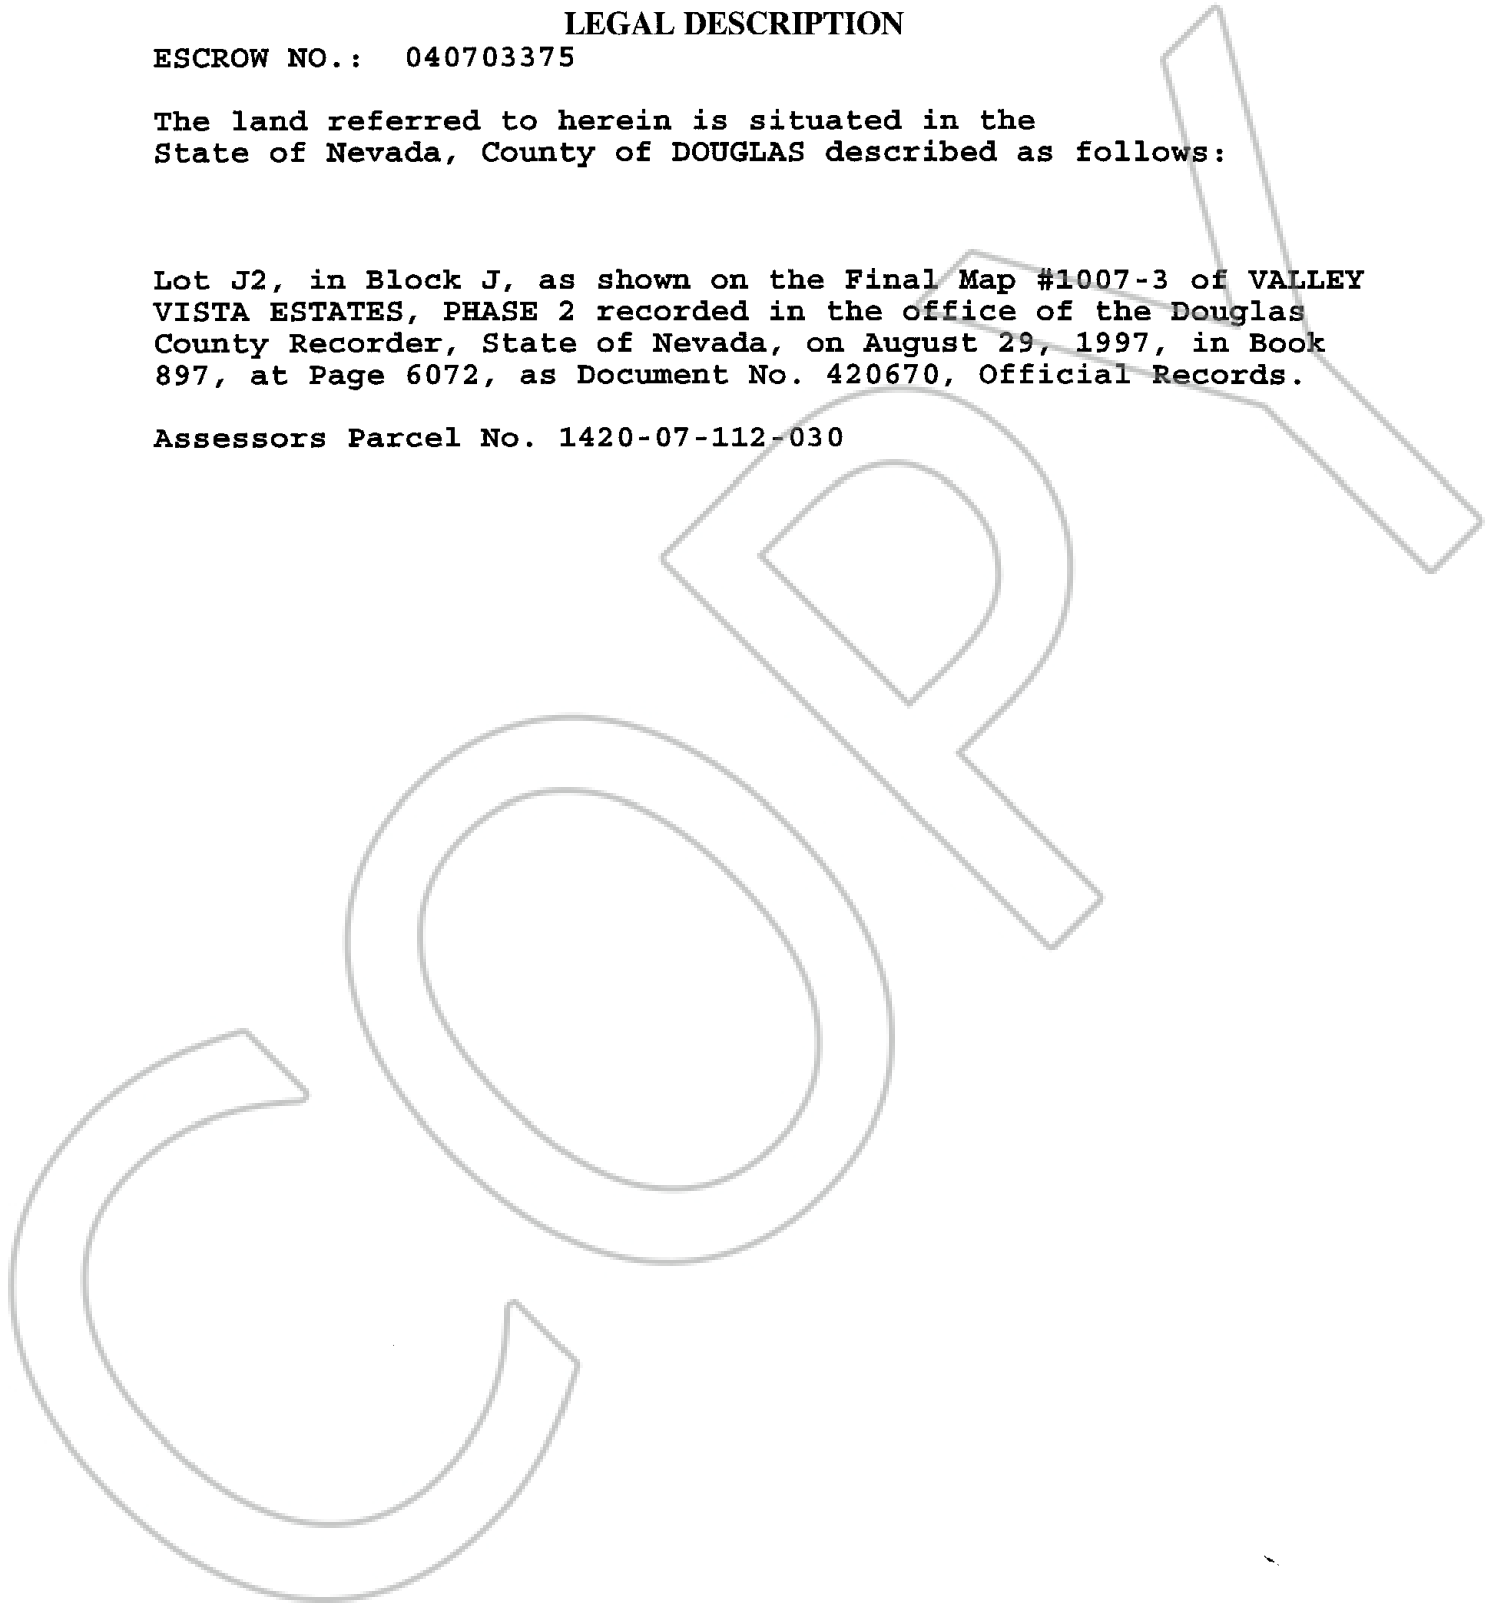 LEGAL DESCRIPTION
ESCROW NO.: 040703375
The land referred to herein is situated in the
State of Nevada, County of DOUGLAS described as follows:
Lot J2, in Block J, as shown on the Final Map #1007-3 of VALLEY
VISTA ESTATES, PHASE 2 recorded in the office of the Douglas
County Recorder, State of Nevada, on August 29, 1997, in Book
897, at Page 6072, as Document No. 420670, Official Records.
Assessors Parcel No. 1420-07-112-030
COPY